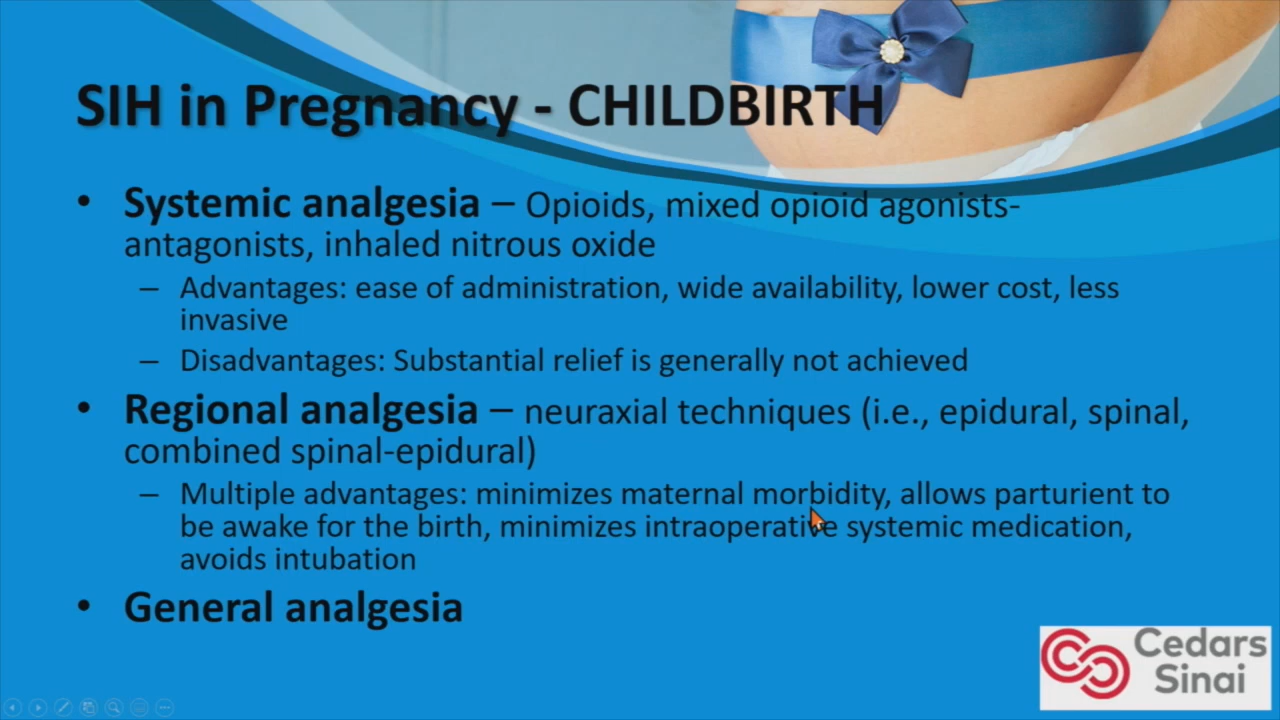 SIH in Pregnancy - CHILDBIRTH
• Systemic analgesia – Opioids, mixed opioid agonists-
antagonists, inhaled nitrous oxide
– Advantages: ease of administration, wide availability, lower cost, less
invasive
– Disadvantages: Substantial relief is generally not achieved
• Regional analgesia – neuraxial techniques (i.e., epidural, spinal,
combined spinal-epidural)
– Multiple advantages: minimizes maternal morbidity, allows parturient to
be awake for the birth, minimizes intraoperative systemic medication,
avoids intubation
• General analgesia
Cedars
Sinai